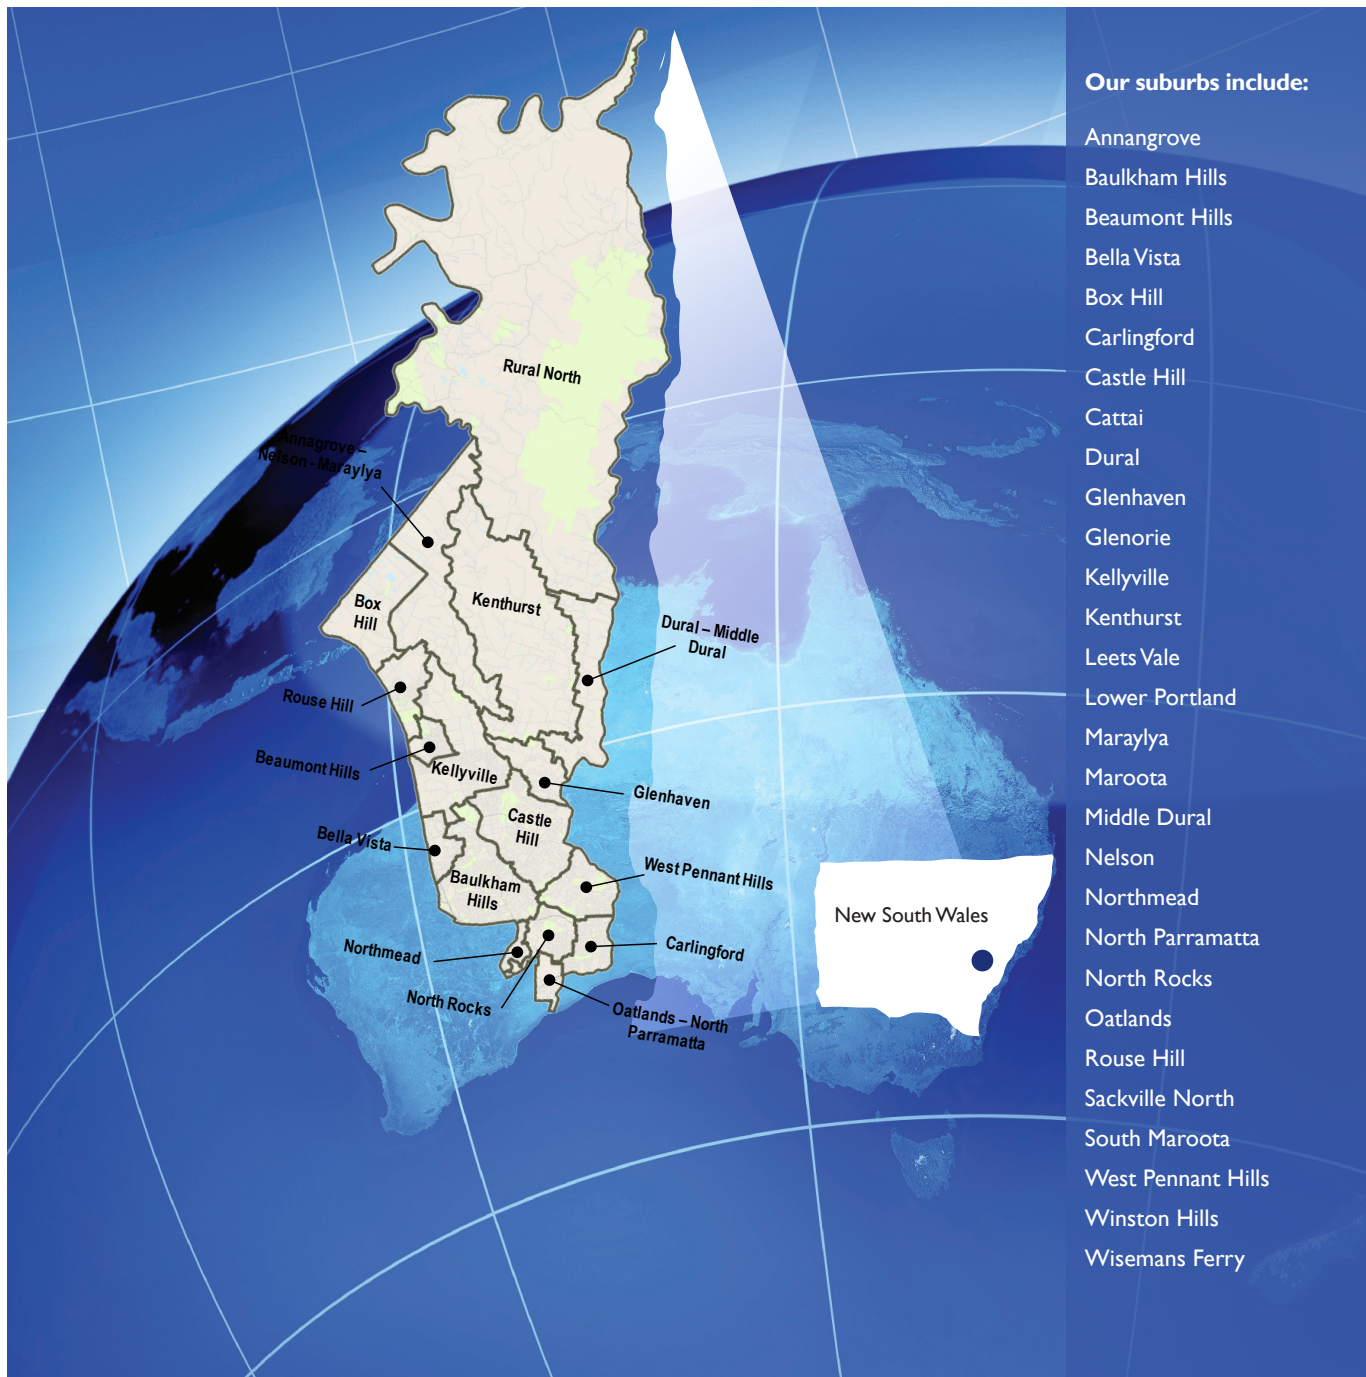 Rural North
Annagrove –
Nelson - Maraylya
Box
Hill
Kenthurst
Dural – Middle
Dural
Rouse Hill
Beaumont Hills
Kellyville
Glenhaven
Castle
Hill
Bella Vista
Baulkham
Hills
West Pennant Hills
Northmead
Carlingford
North Rocks
Oatlands – North
Parramatta
New South Wales
Our suburbs include:
Annangrove
Baulkham Hills
Beaumont Hills
Bella Vista
Box Hill
Carlingford
Castle Hill
Cattai
Dural
Glenhaven
Glenorie
Kellyville
Kenthurst
Leets Vale
Lower Portland
Maraylya
Maroota
Middle Dural
Nelson
Northmead
North Parramatta
North Rocks
Oatlands
Rouse Hill
Sackville North
South Maroota
West Pennant Hills
Winston Hills
Wisemans Ferry